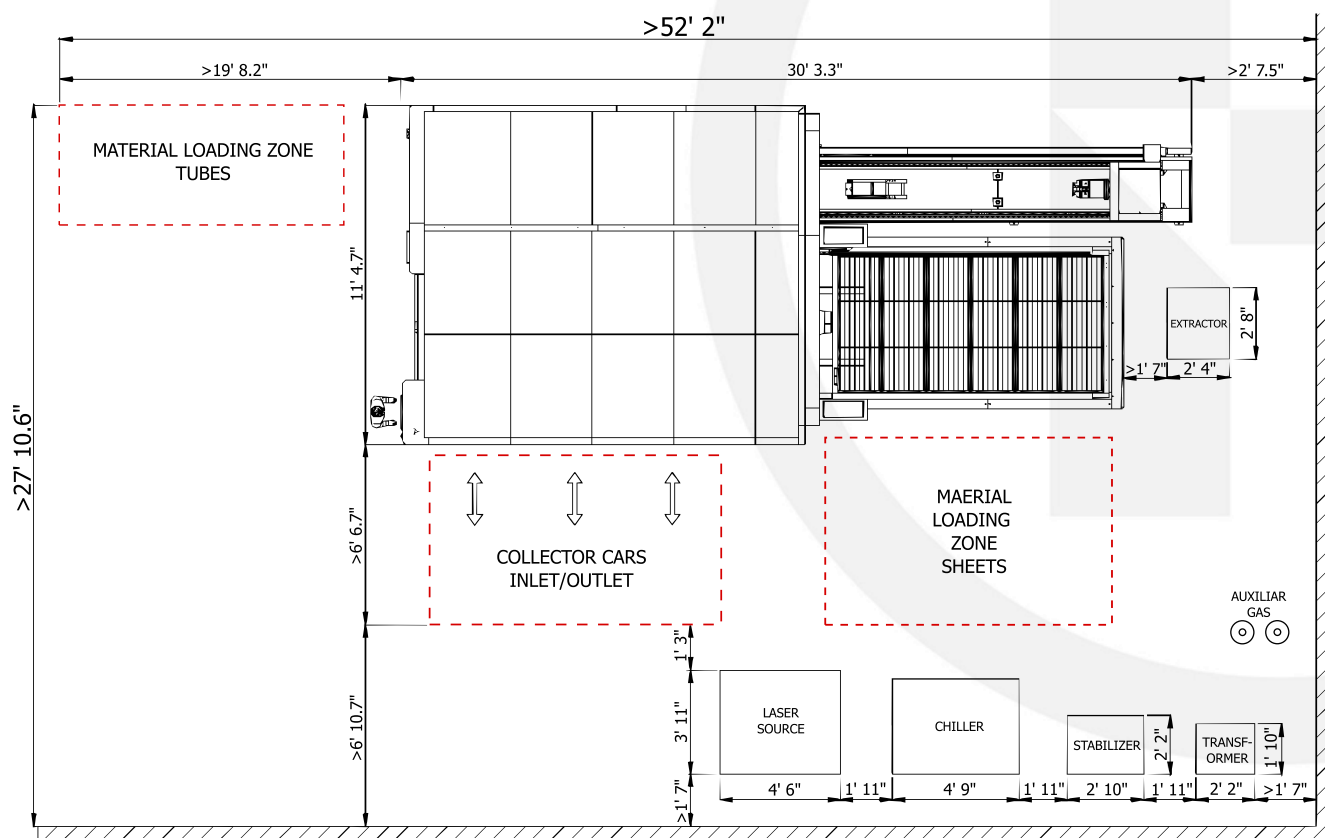 >52' 2"
>19' 8.2"
30' 3.3"
>2' 7.5"
MATERIAL LOADING ZONE
TUBES
11' 4.7"
EXTRACTOR
2' 8"
>1' 7"
2' 4"
>27' 10.6"
>6' 6.7"
COLLECTOR CARS
INLET/OUTLET
MAERIAL
LOADING
ZONE
SHEETS
AUXILIAR
GAS
1' 3"
>6' 10.7"
3' 11"
LASER
SOURCE
CHILLER
STABILIZER
2' 2"
TRANSF-
ORMER
1' 10"
>1' 7"
4' 6"
1' 11"
4' 9"
1' 11"
2' 10"
1' 11"
2' 2"
>1' 7"